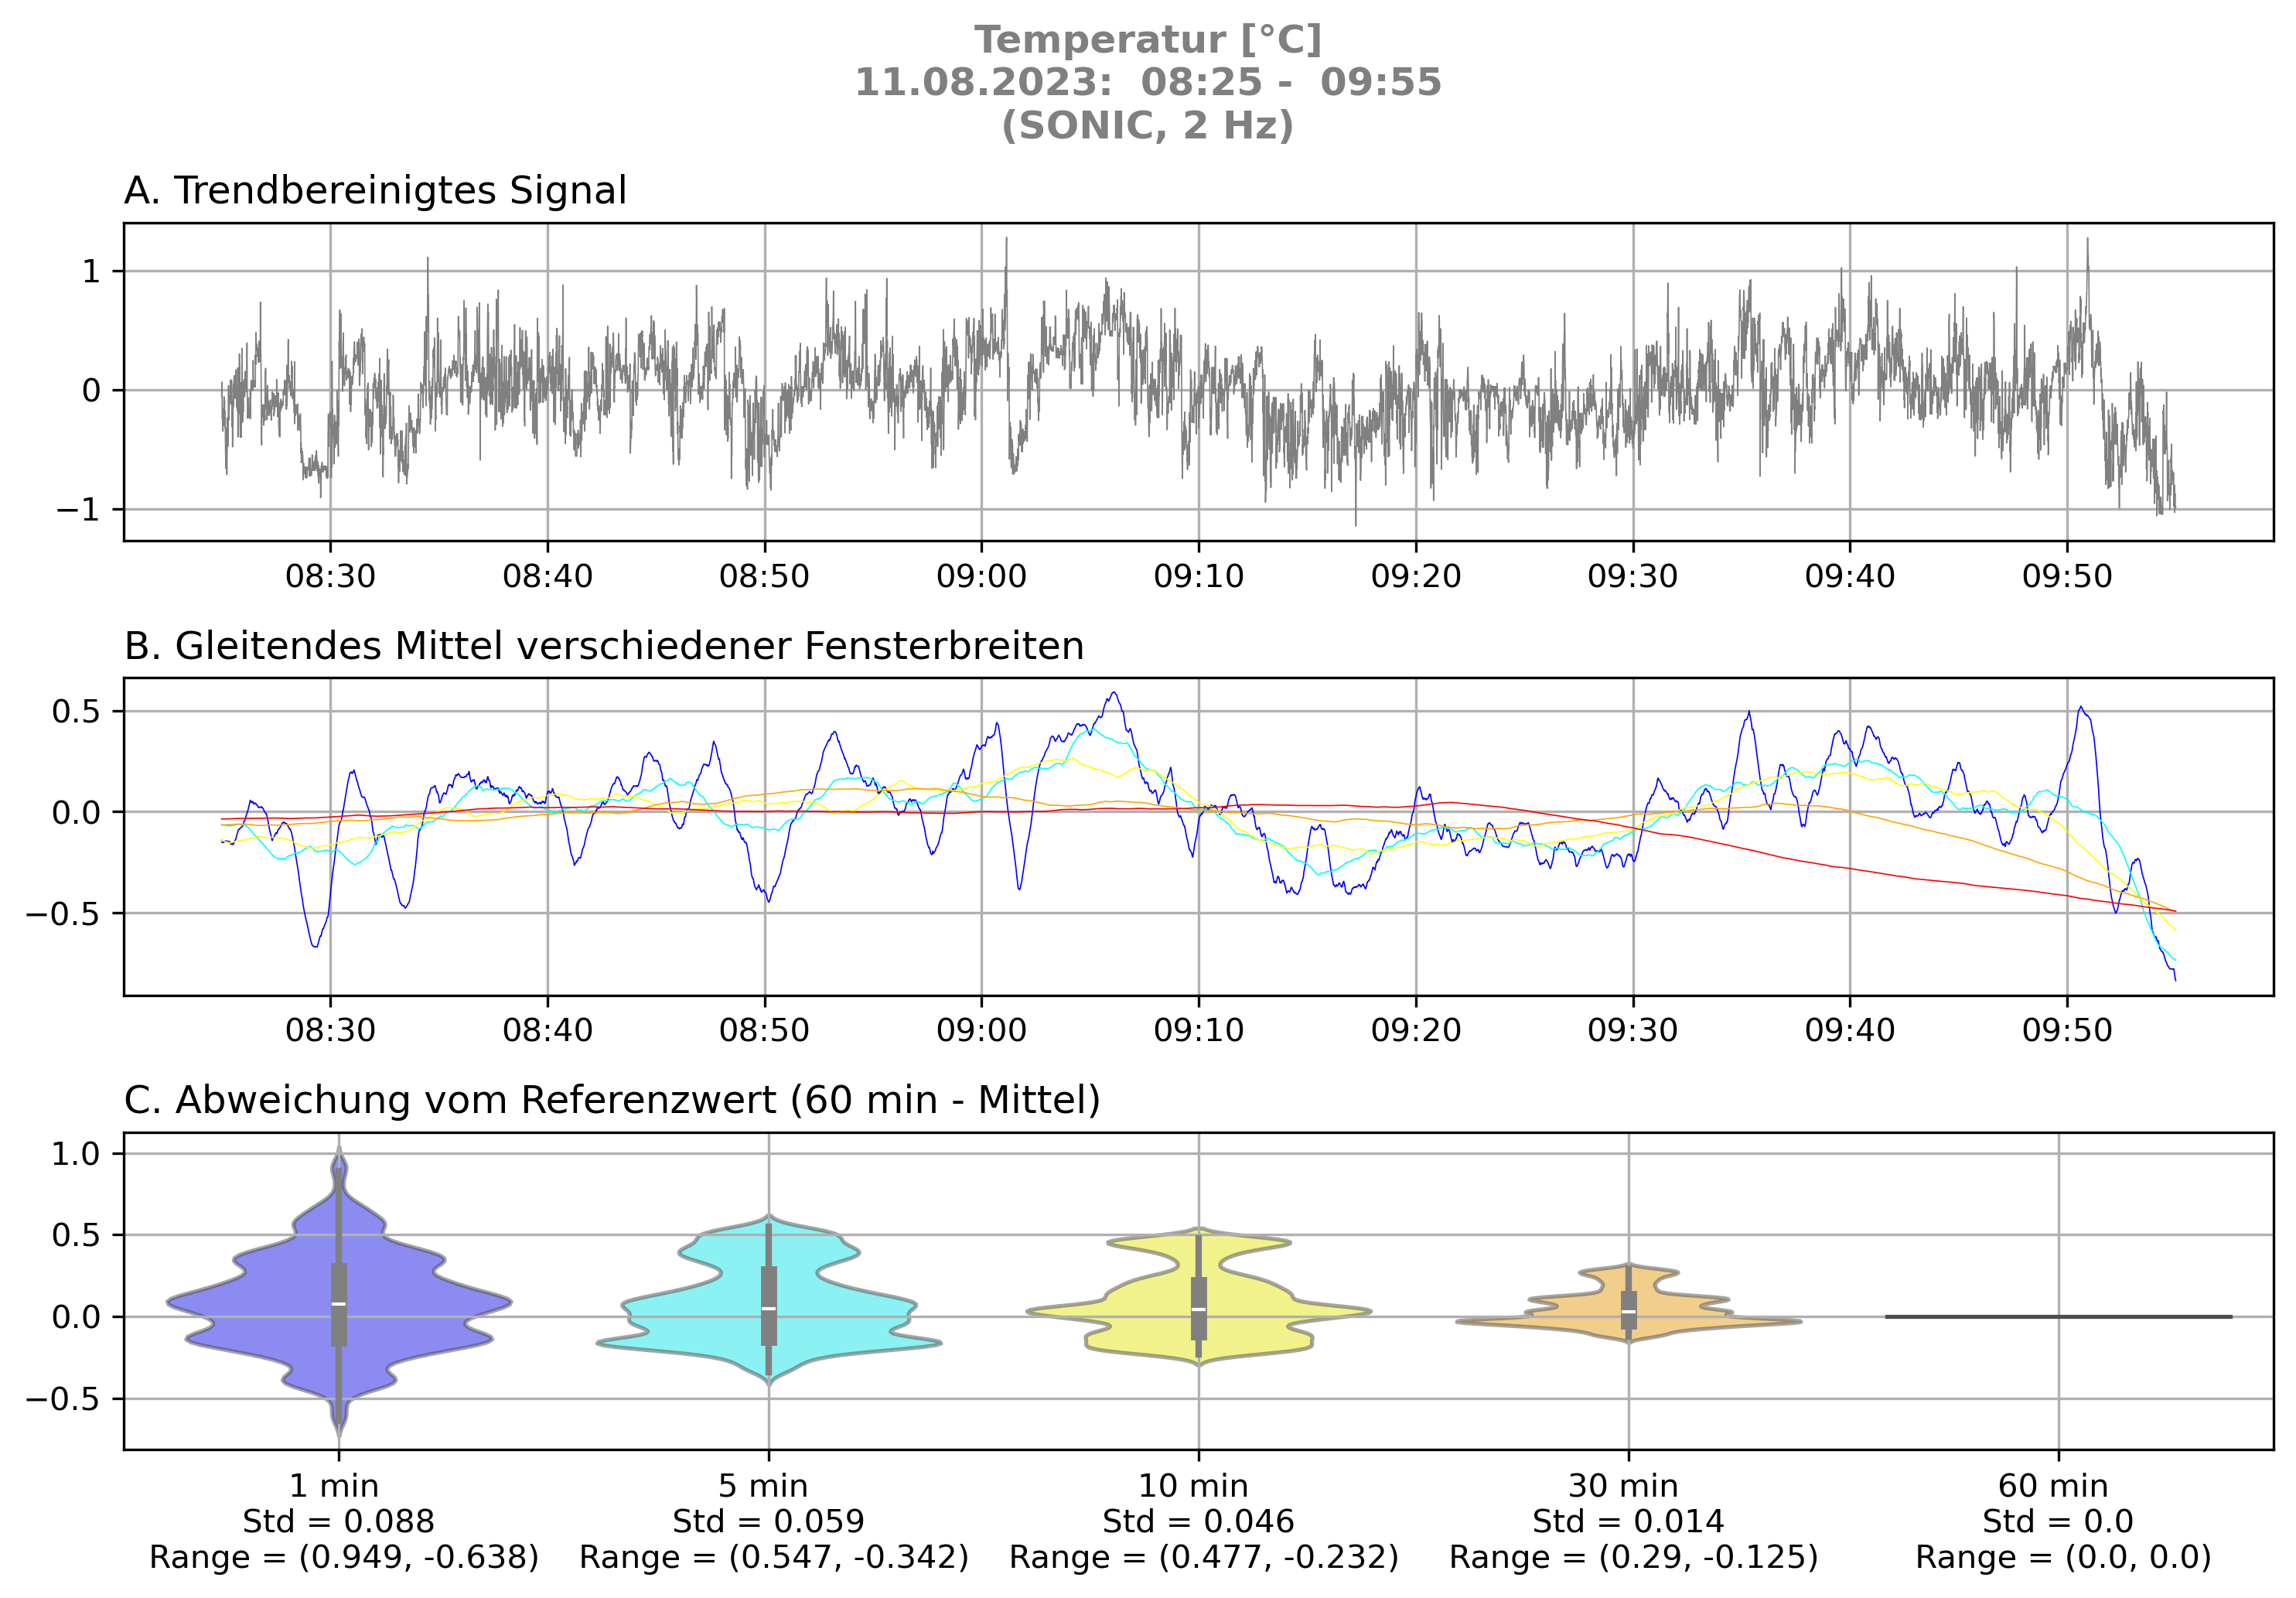 Temperatur [°C]
11.08.2023:  08:25 -  09:55
(SONIC, 2 Hz)
A. Trendbereinigtes Signal
1
0
−1
08:30 08:40 08:50 09:00 09:10 09:20 09:30 09:40 09:50
B. Gleitendes Mittel verschiedener Fensterbreiten
0.5
0.0
−0.5
08:30 08:40 08:50 09:00 09:10 09:20 09:30 09:40 09:50
C. Abweichung vom Referenzwert (60 min - Mittel)
1.0
0.5
0.0
−0.5
1 min 5 min 10 min 30 min 60 min
Std = 0.088 Std = 0.059 Std = 0.046 Std = 0.014 Std = 0.0
Range = (0.949, -0.638) Range = (0.547, -0.342) Range = (0.477, -0.232) Range = (0.29, -0.125) Range = (0.0, 0.0)